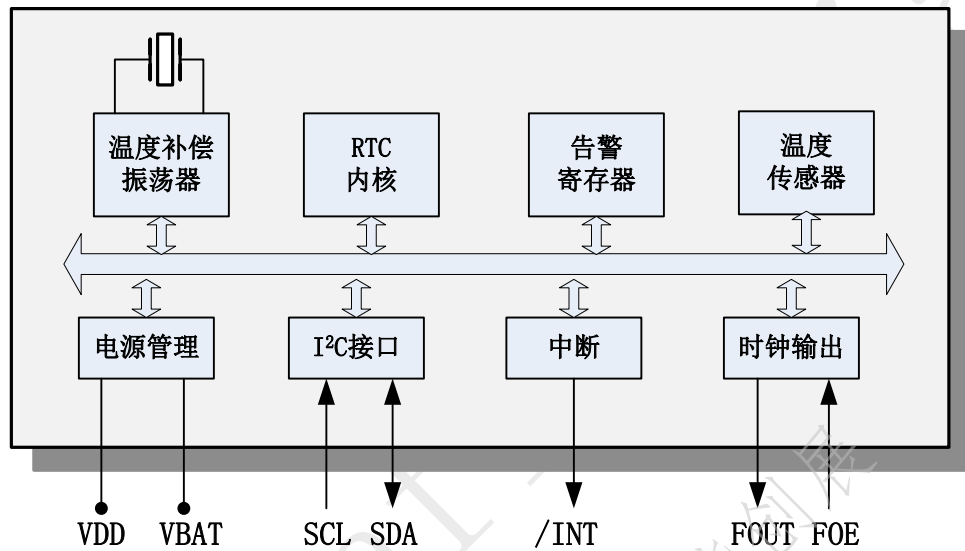 温度补偿
振荡器
RTC
内核
告警
寄存器
温度
传感器
电源管理
I²C接口
中断
时钟输出
VDD VBAT SCL SDA /INT FOUT FOE